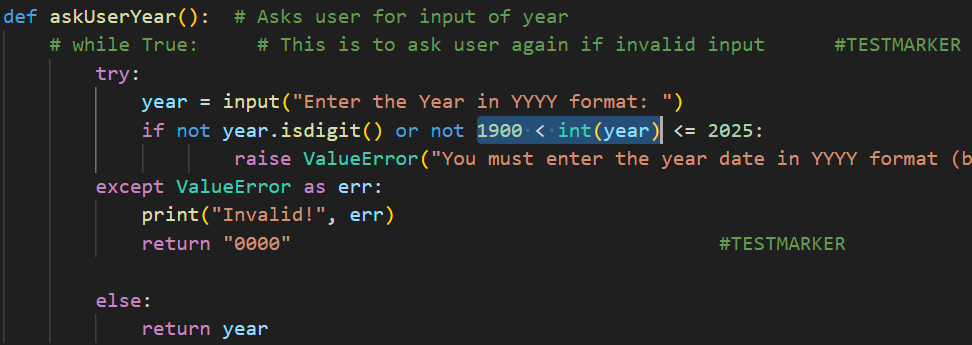 def askUserYear():  # Asks user for input of year
    # while True:     # This is to ask user again if invalid input      #TESTMARKER
        try:
            year = input("Enter the Year in YYYY format: ")
            if not year.isdigit() or not 1900 < int(year) <= 2025:
                    raise ValueError("You must enter the year date in YYYY format (b
        except ValueError as err:
            print("Invalid!", err)
            return "0000"                                     #TESTMARKER
        else:
            return year